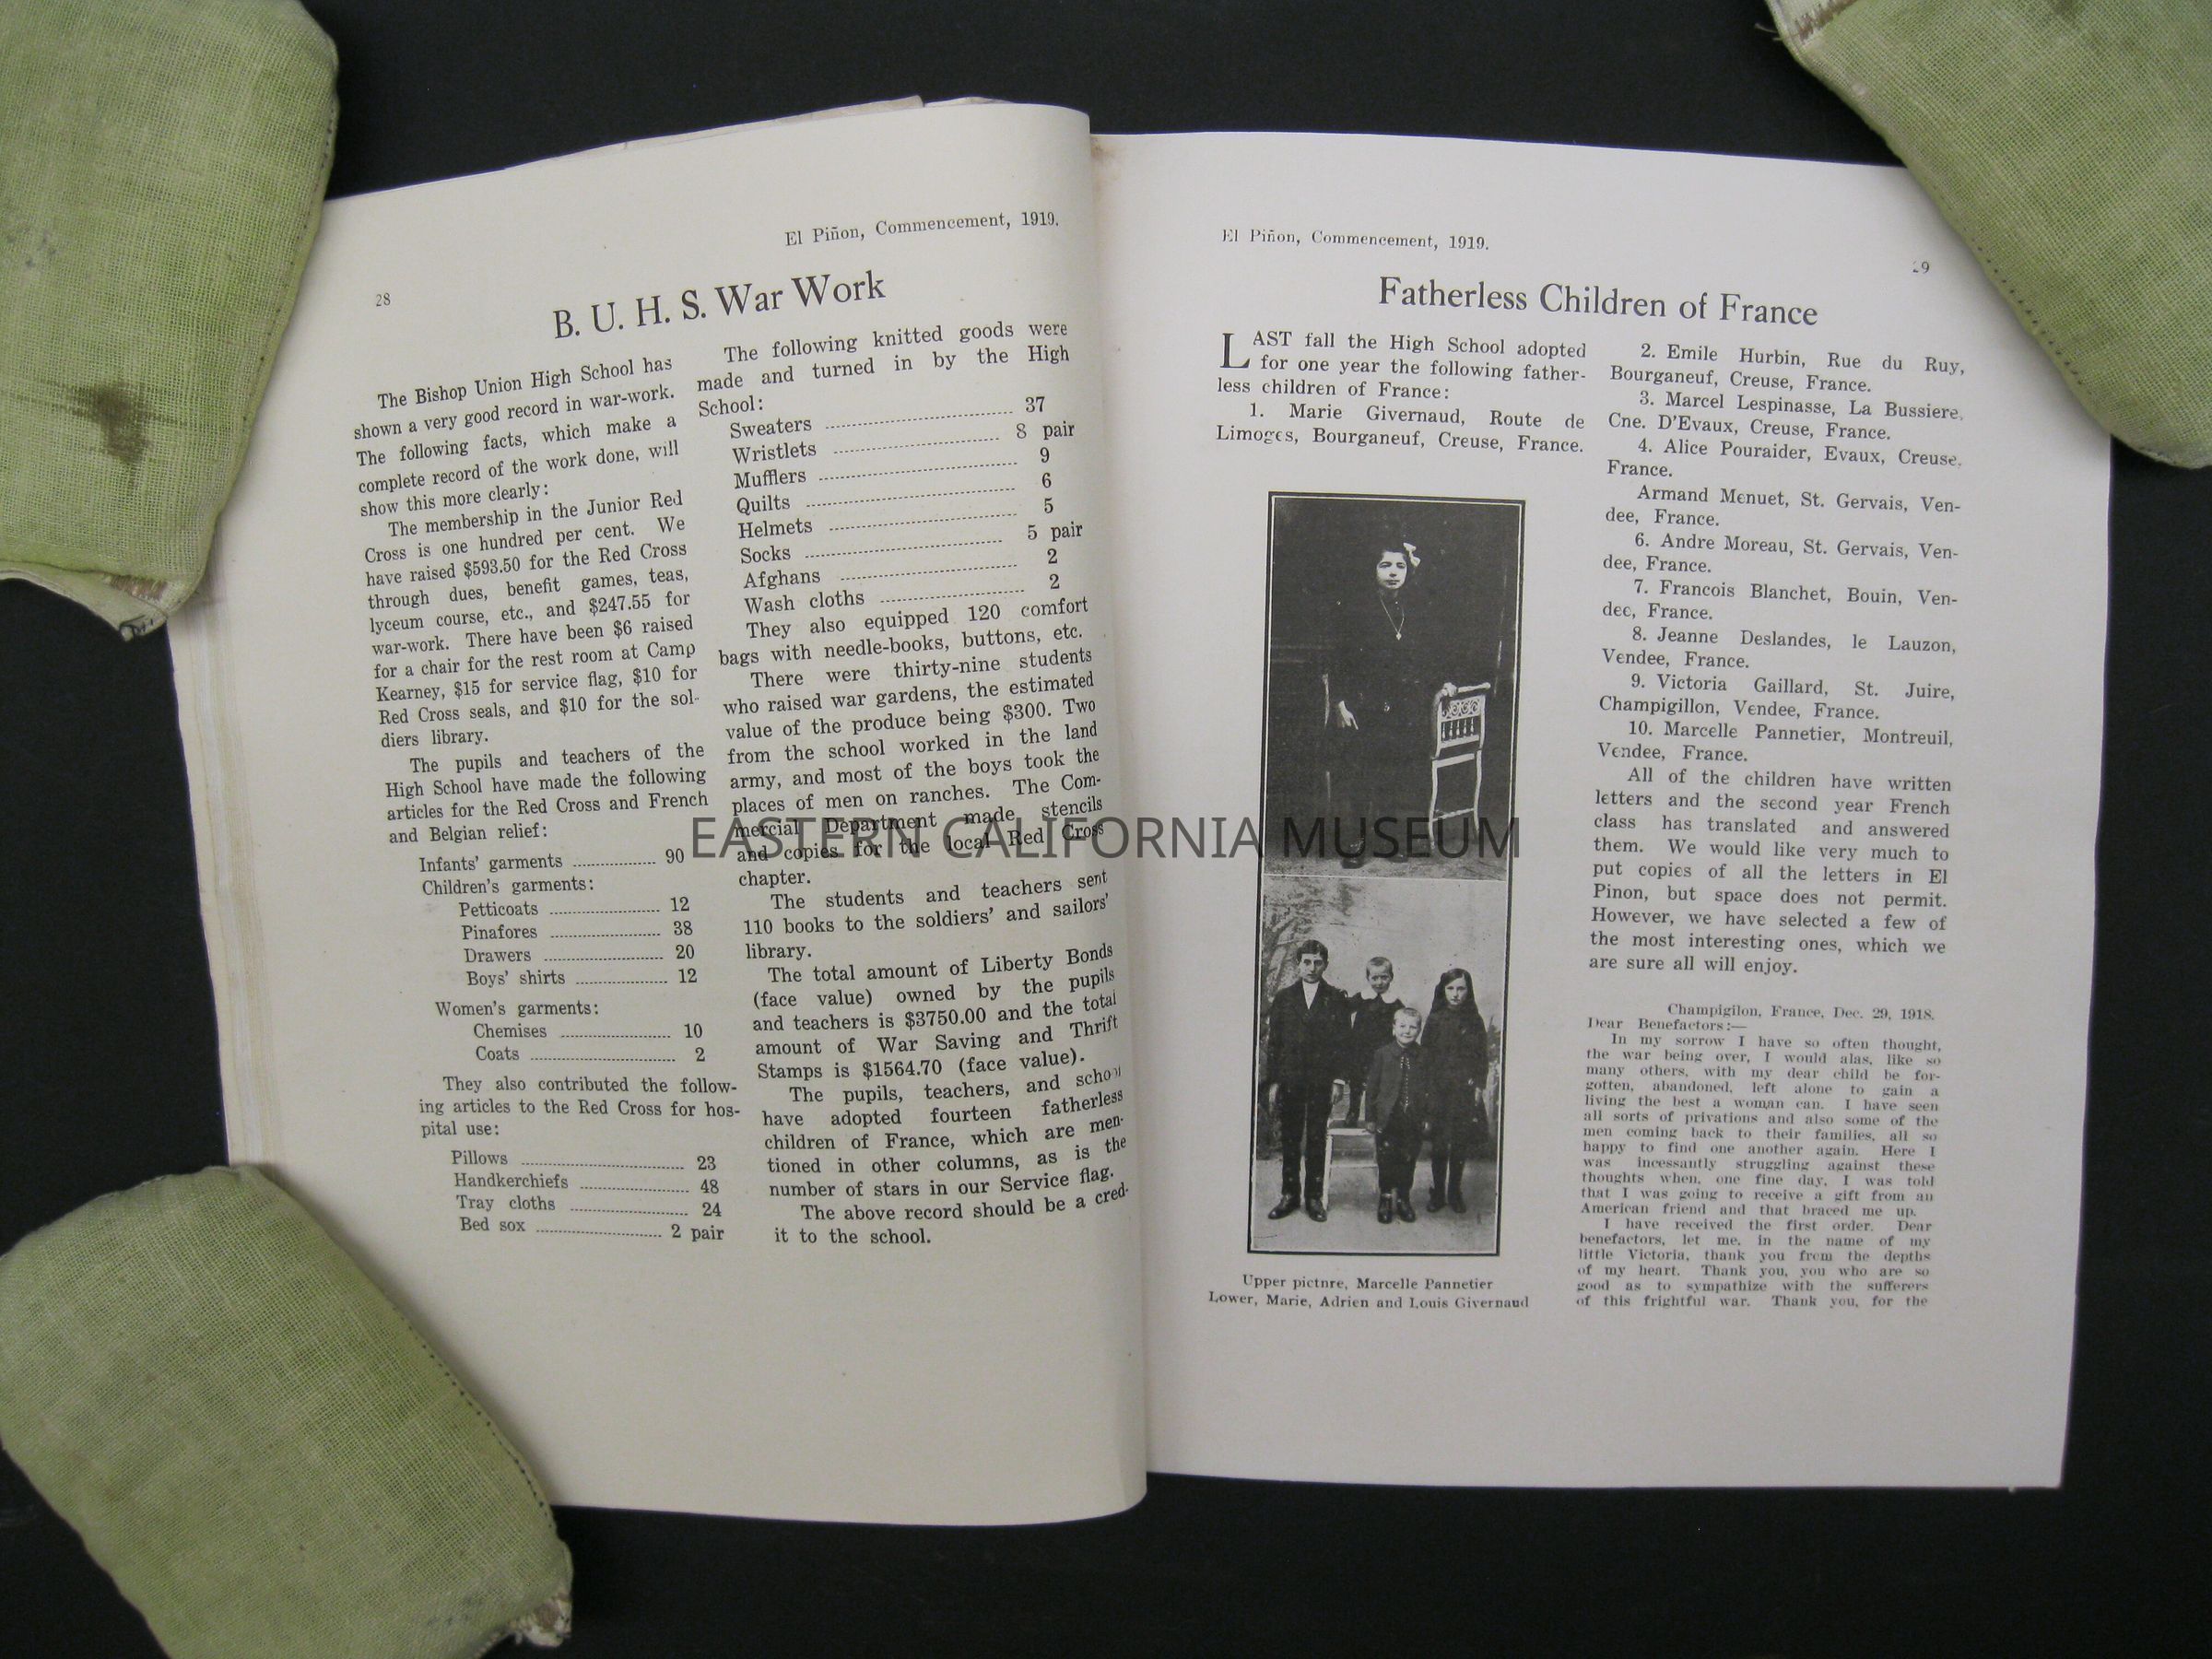 El Piñon, Commencement, 1919.
28
B. U. H. S. War Work
The Bishop Union High School has
shown a very good record in war-work.
The following facts, which make a
complete record of the work done, will
show this more clearly:
The membership in the Junior Red
Cross is one hundred per cent. We
have raised $593.50 for the Red Cross
through dues, benefit games, teas,
lyceum course, etc., and $247.55 for
war-work. There have been $6 raised
for a chair for the rest room at Camp
Kearney, $15 for service flag, $10 for
Red Cross seals, and $10 for the sol-
diers library.
The pupils and teachers of the
High School have made the following
articles for the Red Cross and French
and Belgian relief:
Infants' garments ............... 90
Children's garments:
Petticoats ............... 12
Pinafores ............... 38
Drawers ............... 20
Boys' shirts ............... 12
Women's garments:
Chemises ............... 10
Coats ............... 2
They also contributed the follow-
ing articles to the Red Cross for hos-
pital use:
Pillows ............... 23
Handkerchiefs ............... 48
Tray cloths ............... 24
Bed sox ............... 2 pair
The following knitted goods were
made and turned in by the High
School:
Sweaters ............... 37
Wristlets ............... 8 pair
Mufflers ............... 9
Quilts ............... 6
Helmets ............... 5
Socks ............... 5 pair
Afghans ............... 2
Wash cloths ............... 2
They also equipped 120 comfort
bags with needle-books, buttons, etc.
There were thirty-nine students
who raised war gardens, the estimated
value of the produce being $300. Two
from the school worked in the land
army, and most of the boys took the
places of men on ranches. The Com-
mercial Department made stencils
and copies for the local Red Cross
chapter.
The students and teachers sent
110 books to the soldiers' and sailors'
library.
The total amount of Liberty Bonds
(face value) owned by the pupils
and teachers is $3750.00 and the total
amount of War Saving and Thrift
Stamps is $1564.70 (face value).
The pupils, teachers, and school
have adopted fourteen fatherless
children of France, which are men-
tioned in other columns, as is the
number of stars in our Service flag.
The above record should be a cred-
it to the school.
El Piñon, Commencement, 1919.
29
Fatherless Children of France
LAST fall the High School adopted
for one year the following father-
less children of France:
1. Marie Givernaud, Route de
Limoges, Bourganeuf, Creuse, France.
Upper pictnre, Marcelle Pannetier
Lower, Marie, Adrien and Louis Givernaud
2. Emile Hurbin, Rue du Ruy,
Bourganeuf, Creuse, France.
3. Marcel Lespinasse, La Bussiere,
Cne. D'Evaux, Creuse, France.
4. Alice Pouraider, Evaux, Creuse,
France.
Armand Menuet, St. Gervais, Ven-
dee, France.
6. Andre Moreau, St. Gervais, Ven-
dee, France.
7. Francois Blanchet, Bouin, Ven-
dee, France.
8. Jeanne Deslandes, le Lauzon,
Vendee, France.
9. Victoria Gaillard, St. Juire,
Champigillon, Vendee, France.
10. Marcelle Pannetier, Montreuil,
Vendee, France.
All of the children have written
letters and the second year French
class has translated and answered
them. We would like very much to
put copies of all the letters in El
Pinon, but space does not permit.
However, we have selected a few of
the most interesting ones, which we
are sure all will enjoy.
Champigilon, France, Dec. 29, 1918.
Dear Benefactors:—
In my sorrow I have so often thought,
the war being over, I would alas, like so
many others, with my dear child be for-
gotten, abandoned, left alone to gain a
living the best a woman can. I have seen
all sorts of privations and also some of the
men coming back to their families, all so
happy to find one another again. Here I
was incessantly struggling against these
thoughts when, one fine day, I was told
that I was going to receive a gift from an
American friend and that braced me up.
I have received the first order. Dear
benefactors, let me, in the name of my
little Victoria, thank you from the depths
of my heart. Thank you, you who are so
good as to sympathize with the sufferers
of this frightful war. Thank you, for the
EASTERN CALIFORNIA MUSEUM